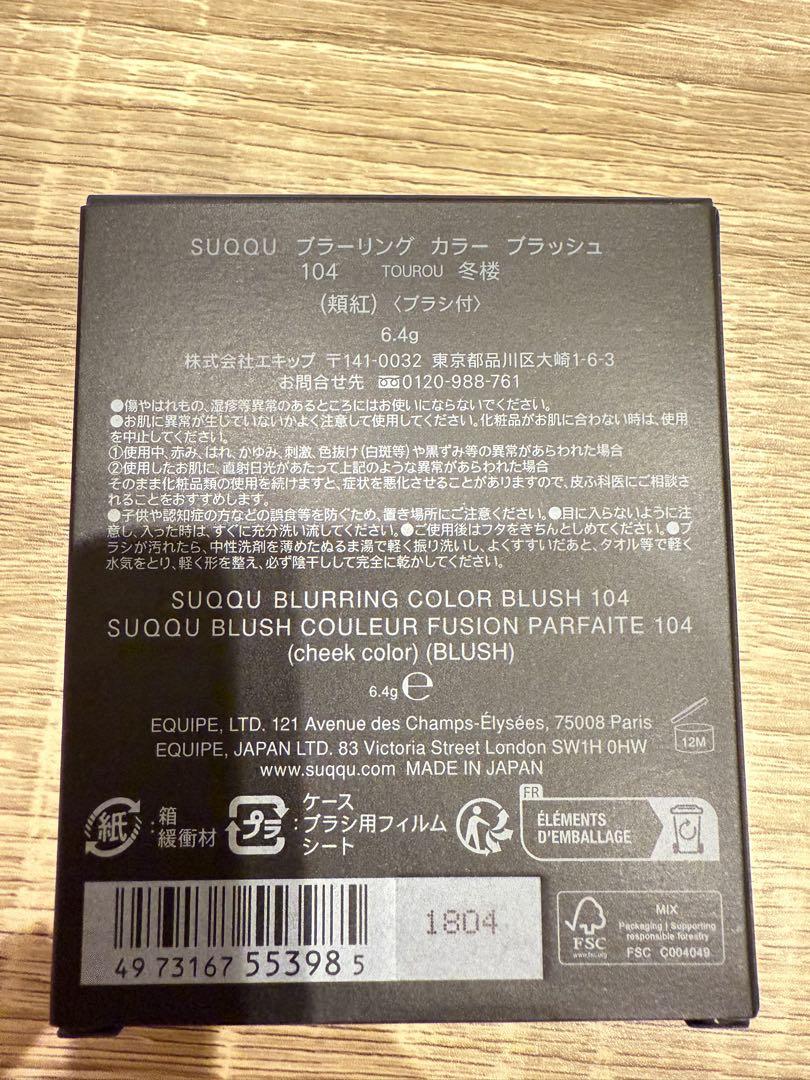 SUQQU ブラーリング カラー ブラッシュ
104 TOUROU 冬楼
(頬紅)〈ブラシ付〉
6.4g
株式会社エキップ 〒141-0032 東京都品川区大崎1-6-3
お問合せ先 0120-988-761
●傷やはれもの、湿疹等異常のあるところにはお使いにならないでください。
●お肌に異常が生じていないかよく注意して使用してください。化粧品がお肌に合わない時は、使用
を中止してください。
①使用中、赤み、はれ、かゆみ、刺激、色抜け(白斑等)や黒ずみ等の異常があらわれた場合
②使用したお肌に、直射日光があたって上記のような異常があらわれた場合
そのまま化粧品類の使用を続けますと、症状を悪化させることがありますので、皮ふ科医にご相談さ
れることをおすすめします。
●子供や認知症の方などの誤食等を防ぐため、置き場所にご注意ください。●目に入らないように注
意し、入った時は、すぐに充分洗い流してください。●ご使用後はフタをきちんとしめてください。●ブ
ラシが汚れたら、中性洗剤を薄めたぬるま湯で軽く振り洗いし、よくすすいだあと、タオル等で軽く
水気をとり、軽く形を整え、必ず陰干しして完全に乾かしてください。
SUQQU BLURRING COLOR BLUSH 104
SUQQU BLUSH COULEUR FUSION PARFAITE 104
(cheek color) (BLUSH)
6.4g ℮
EQUIPE, LTD. 121 Avenue des Champs-Élysées, 75008 Paris
EQUIPE, JAPAN LTD. 83 Victoria Street London SW1H 0HW
www.suqqu.com MADE IN JAPAN
12M
紙:箱
緩衝材
プラ:ケース
ブラシ用フィルム
シート
FR
ÉLÉMENTS
D'EMBALLAGE
4973167553985
1804
FSC
www.fsc.org
MIX
Packaging | Supporting
responsible forestry
FSC C004049